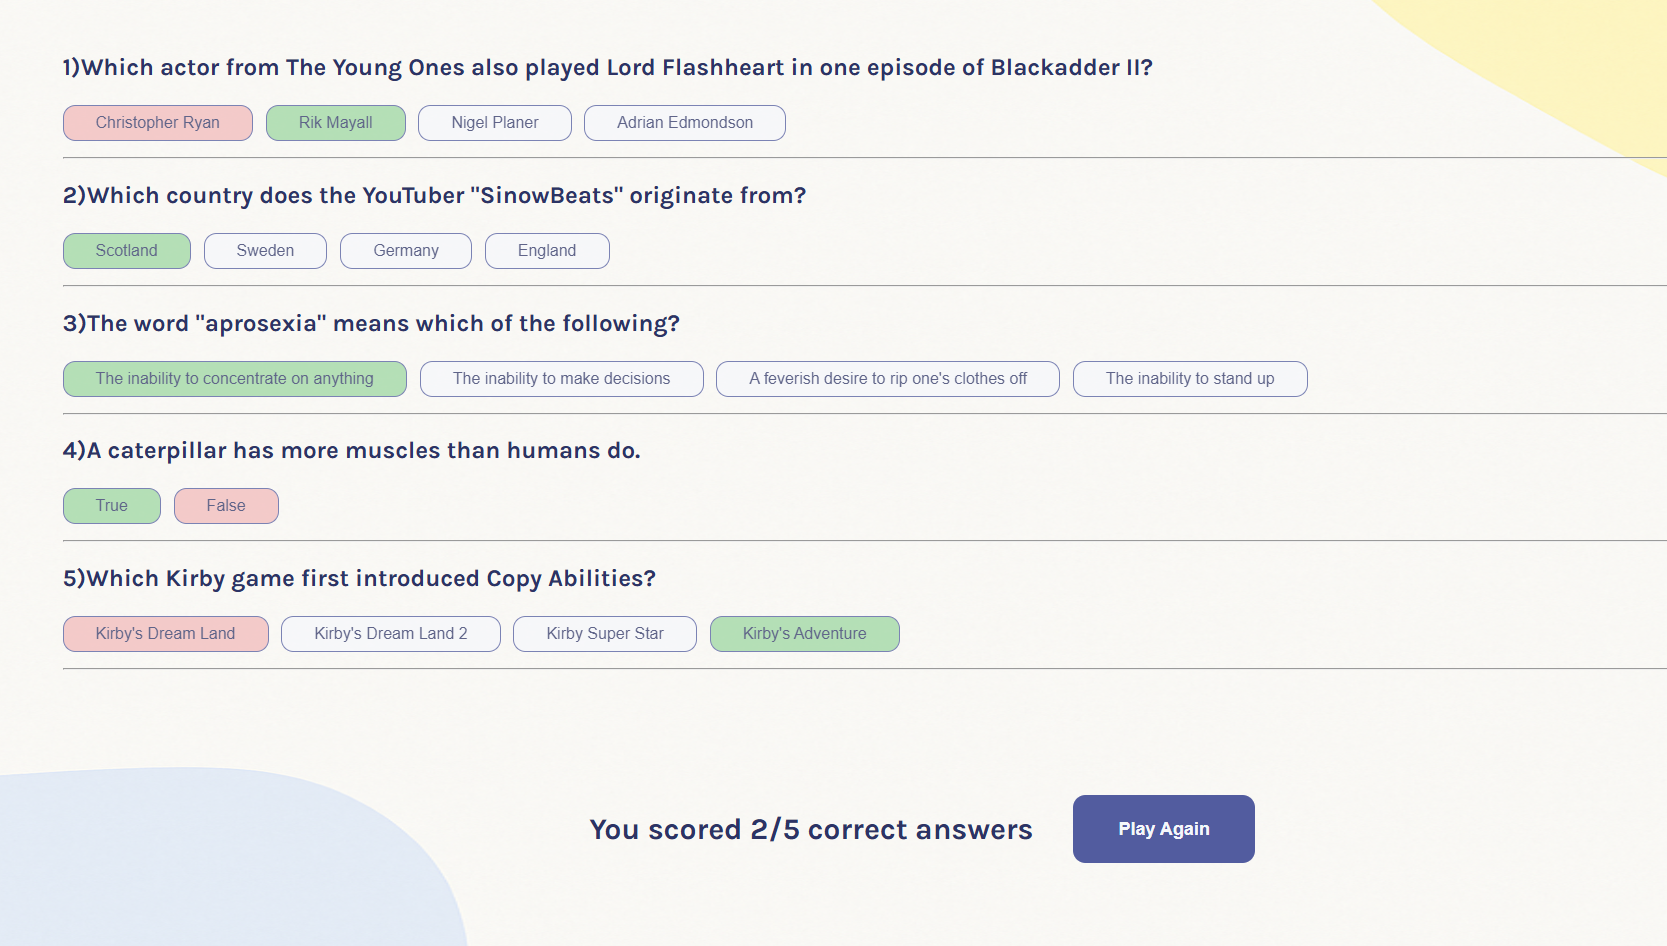 1)Which actor from The Young Ones also played Lord Flashheart in one episode of Blackadder II?
Christopher Ryan Rik Mayall Nigel Planer Adrian Edmondson
2)Which country does the YouTuber "SinowBeats" originate from?
Scotland Sweden Germany England
3)The word "aprosexia" means which of the following?
The inability to concentrate on anything The inability to make decisions A feverish desire to rip one's clothes off The inability to stand up
4)A caterpillar has more muscles than humans do.
True False
5)Which Kirby game first introduced Copy Abilities?
Kirby's Dream Land Kirby's Dream Land 2 Kirby Super Star Kirby's Adventure
You scored 2/5 correct answers Play Again